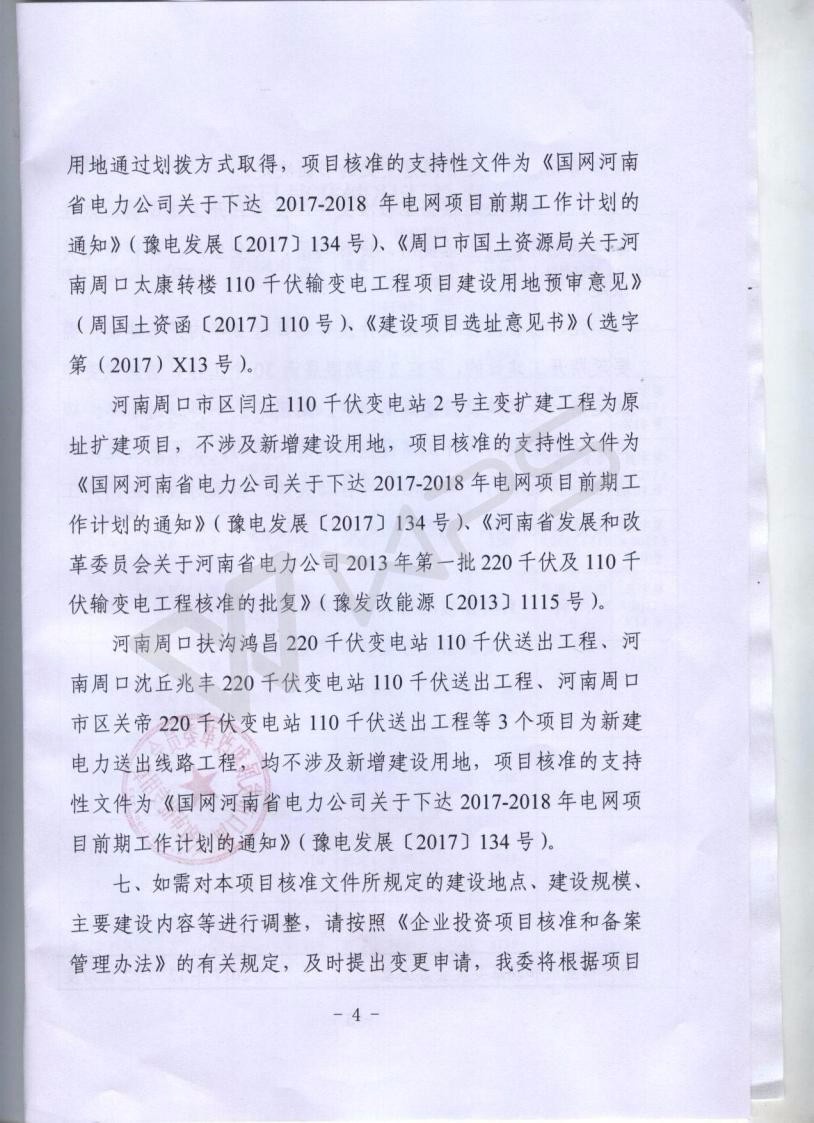 用地通过划拨方式取得，项目核准的支持性文件为《国网河南
省电力公司关于下达 2017-2018 年电网项目前期工作计划的
通知》（豫电发展〔2017〕134 号）、《周口市国土资源局关于河
南周口太康转楼 110 千伏输变电工程项目建设用地预审意见》
（周国土资函〔2017〕110 号）、《建设项目选址意见书》（选字
第（2017）X13 号）。
河南周口市区闫庄 110 千伏变电站 2 号主变扩建工程为原
址扩建项目，不涉及新增建设用地，项目核准的支持性文件为
《国网河南省电力公司关于下达 2017-2018 年电网项目前期工
作计划的通知》（豫电发展〔2017〕134 号）、《河南省发展和改
革委员会关于河南省电力公司 2013 年第一批 220 千伏及 110 千
伏输变电工程核准的批复》（豫发改能源〔2013〕1115 号）。
河南周口扶沟鸿昌 220 千伏变电站 110 千伏送出工程、河
南周口沈丘兆丰 220 千伏变电站 110 千伏送出工程、河南周口
市区关帝 220 千伏变电站 110 千伏送出工程等 3 个项目为新建
电力送出线路工程，均不涉及新增建设用地，项目核准的支持
性文件为《国网河南省电力公司关于下达 2017-2018 年电网项
目前期工作计划的通知》（豫电发展〔2017〕134 号）。
七、如需对本项目核准文件所规定的建设地点、建设规模、
主要建设内容等进行调整，请按照《企业投资项目核准和备案
管理办法》的有关规定，及时提出变更申请，我委将根据项目
- 4 -
WPS